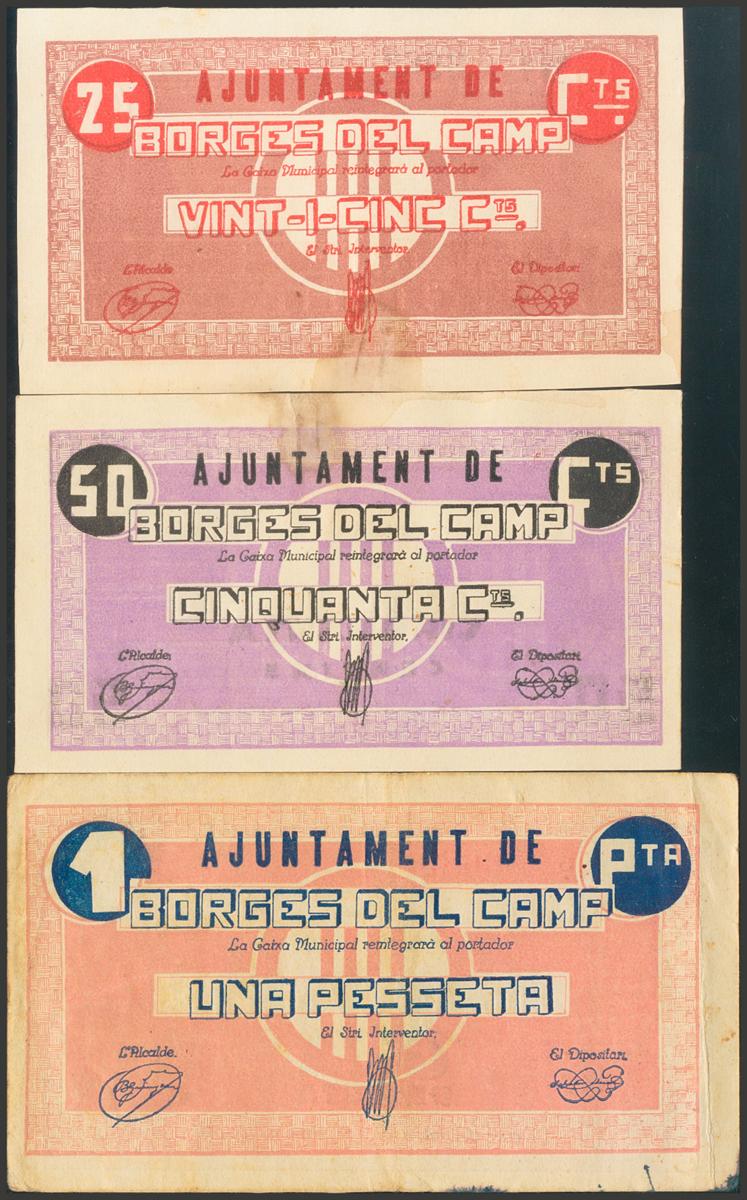 25 AJUNTAMENT DE CTS.
BORGES DEL CAMP
La Caixa Municipal reintegrarà al portador
VINT-I-CINC CTS.
El Stri Interventor,
L'Alcalde El Dipositari
50 AJUNTAMENT DE CTS
BORGES DEL CAMP
La Caixa Municipal reintegrarà al portador
CINQUANTA CTS.
El Stri Interventor,
L'Alcalde, El Dipositari
1 AJUNTAMENT DE PTA
BORGES DEL CAMP
La Caixa Municipal reintegrarà al portador
UNA PESSETA
El Stri Interventor,
L'Alcalde. El Dipositari